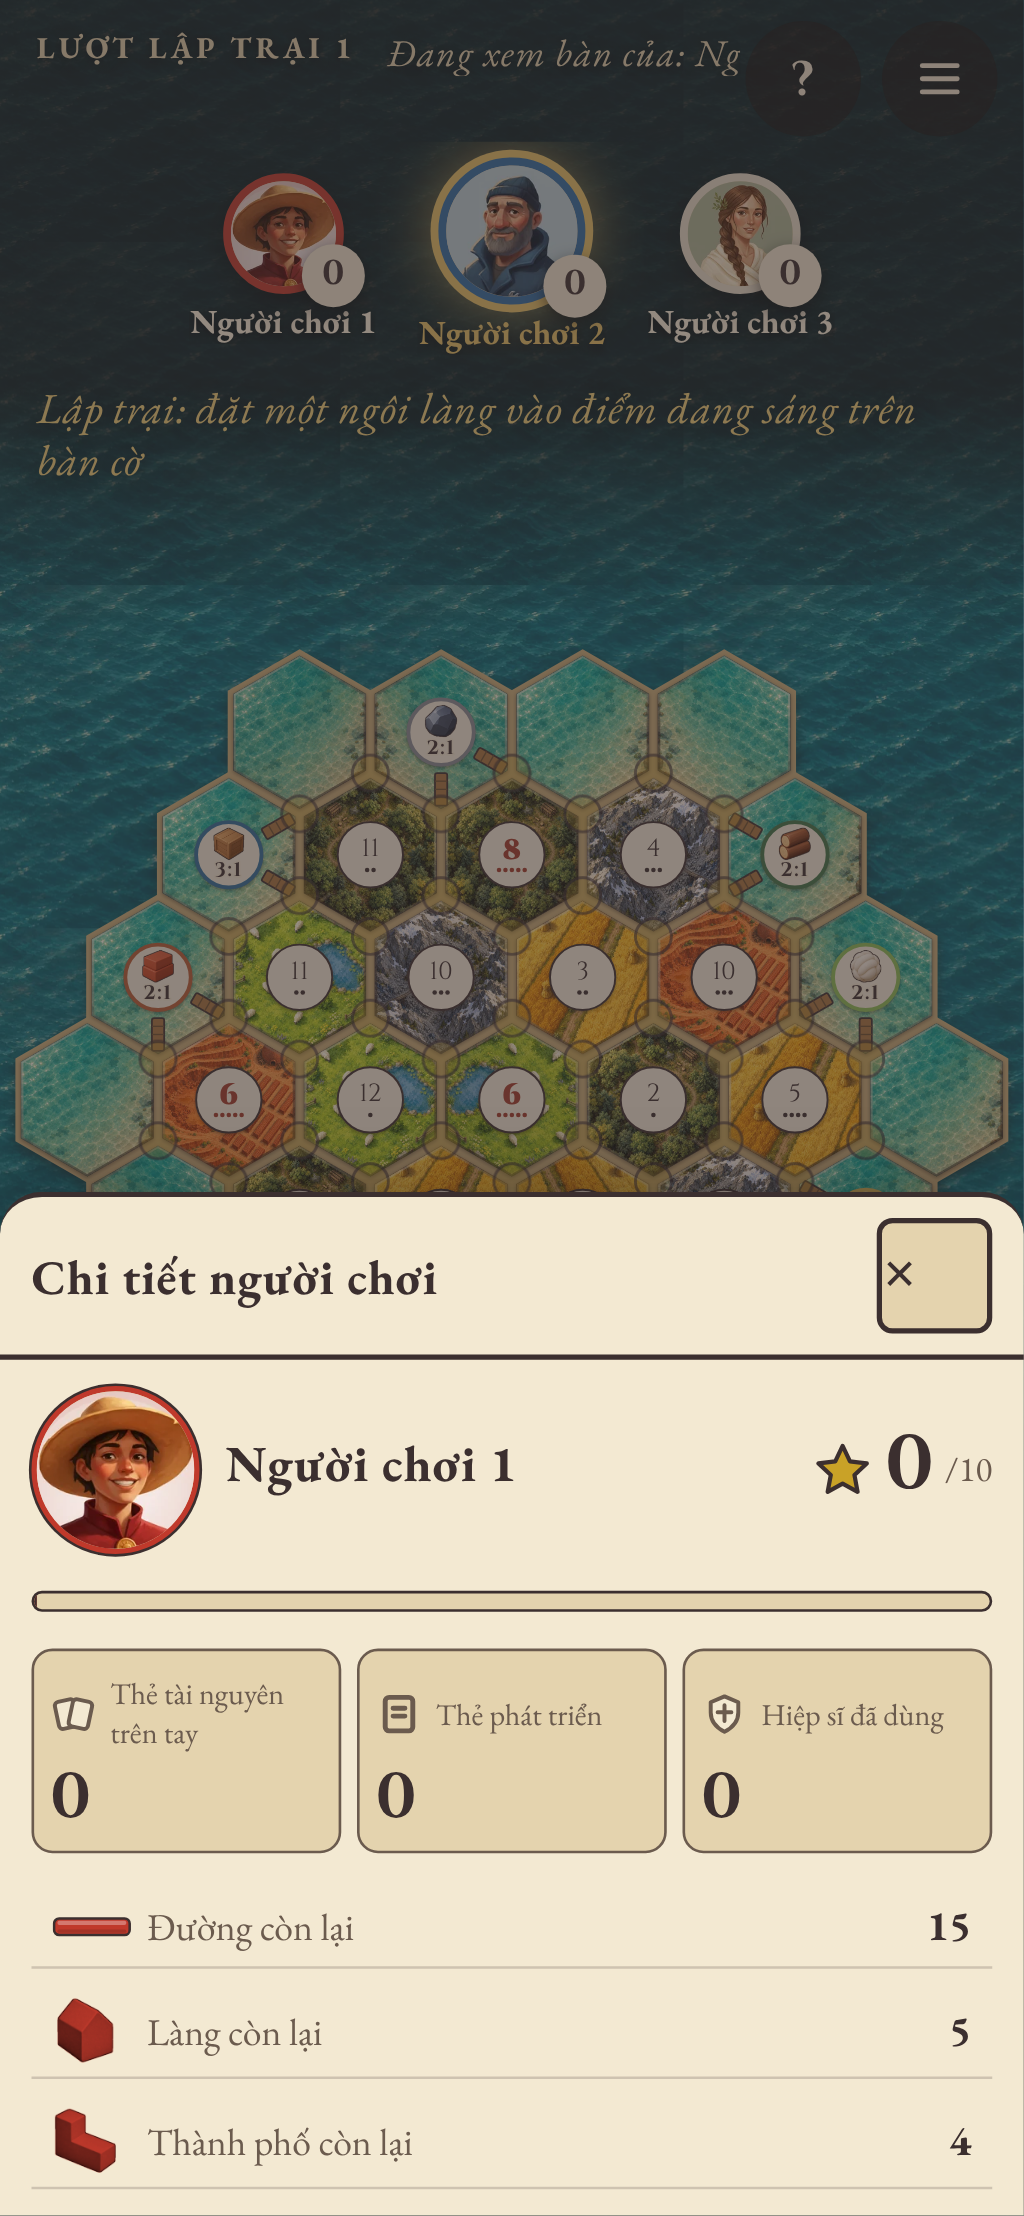 LƯỢT LẬP TRẠI 1
Đang xem bàn của: Ng
?
0
0
0
Người chơi 1
Người chơi 2
Người chơi 3
Lập trại: đặt một ngôi làng vào điểm đang sáng trên
bàn cờ
2:1
3:1
11
8
4
2:1
2:1
11
10
3
10
2:1
6
12
6
2
5
Chi tiết người chơi
×
Người chơi 1
0 /10
Thẻ tài nguyên
trên tay
0
Thẻ phát triển
0
Hiệp sĩ đã dùng
0
Đường còn lại
15
Làng còn lại
5
Thành phố còn lại
4